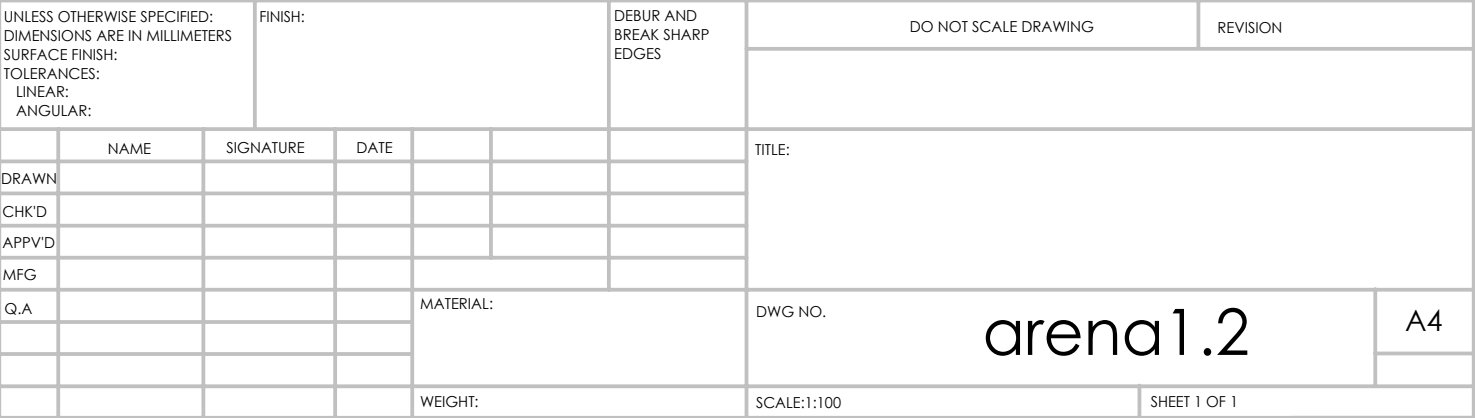 UNLESS OTHERWISE SPECIFIED:
DIMENSIONS ARE IN MILLIMETERS
SURFACE FINISH:
TOLERANCES:
LINEAR:
ANGULAR:
FINISH:
DEBUR AND
BREAK SHARP
EDGES
DO NOT SCALE DRAWING
REVISION
NAME
SIGNATURE
DATE
DRAWN
CHK'D
APPV'D
MFG
Q.A
TITLE:
MATERIAL:
DWG NO.
arena1.2
A4
WEIGHT:
SCALE:1:100
SHEET 1 OF 1